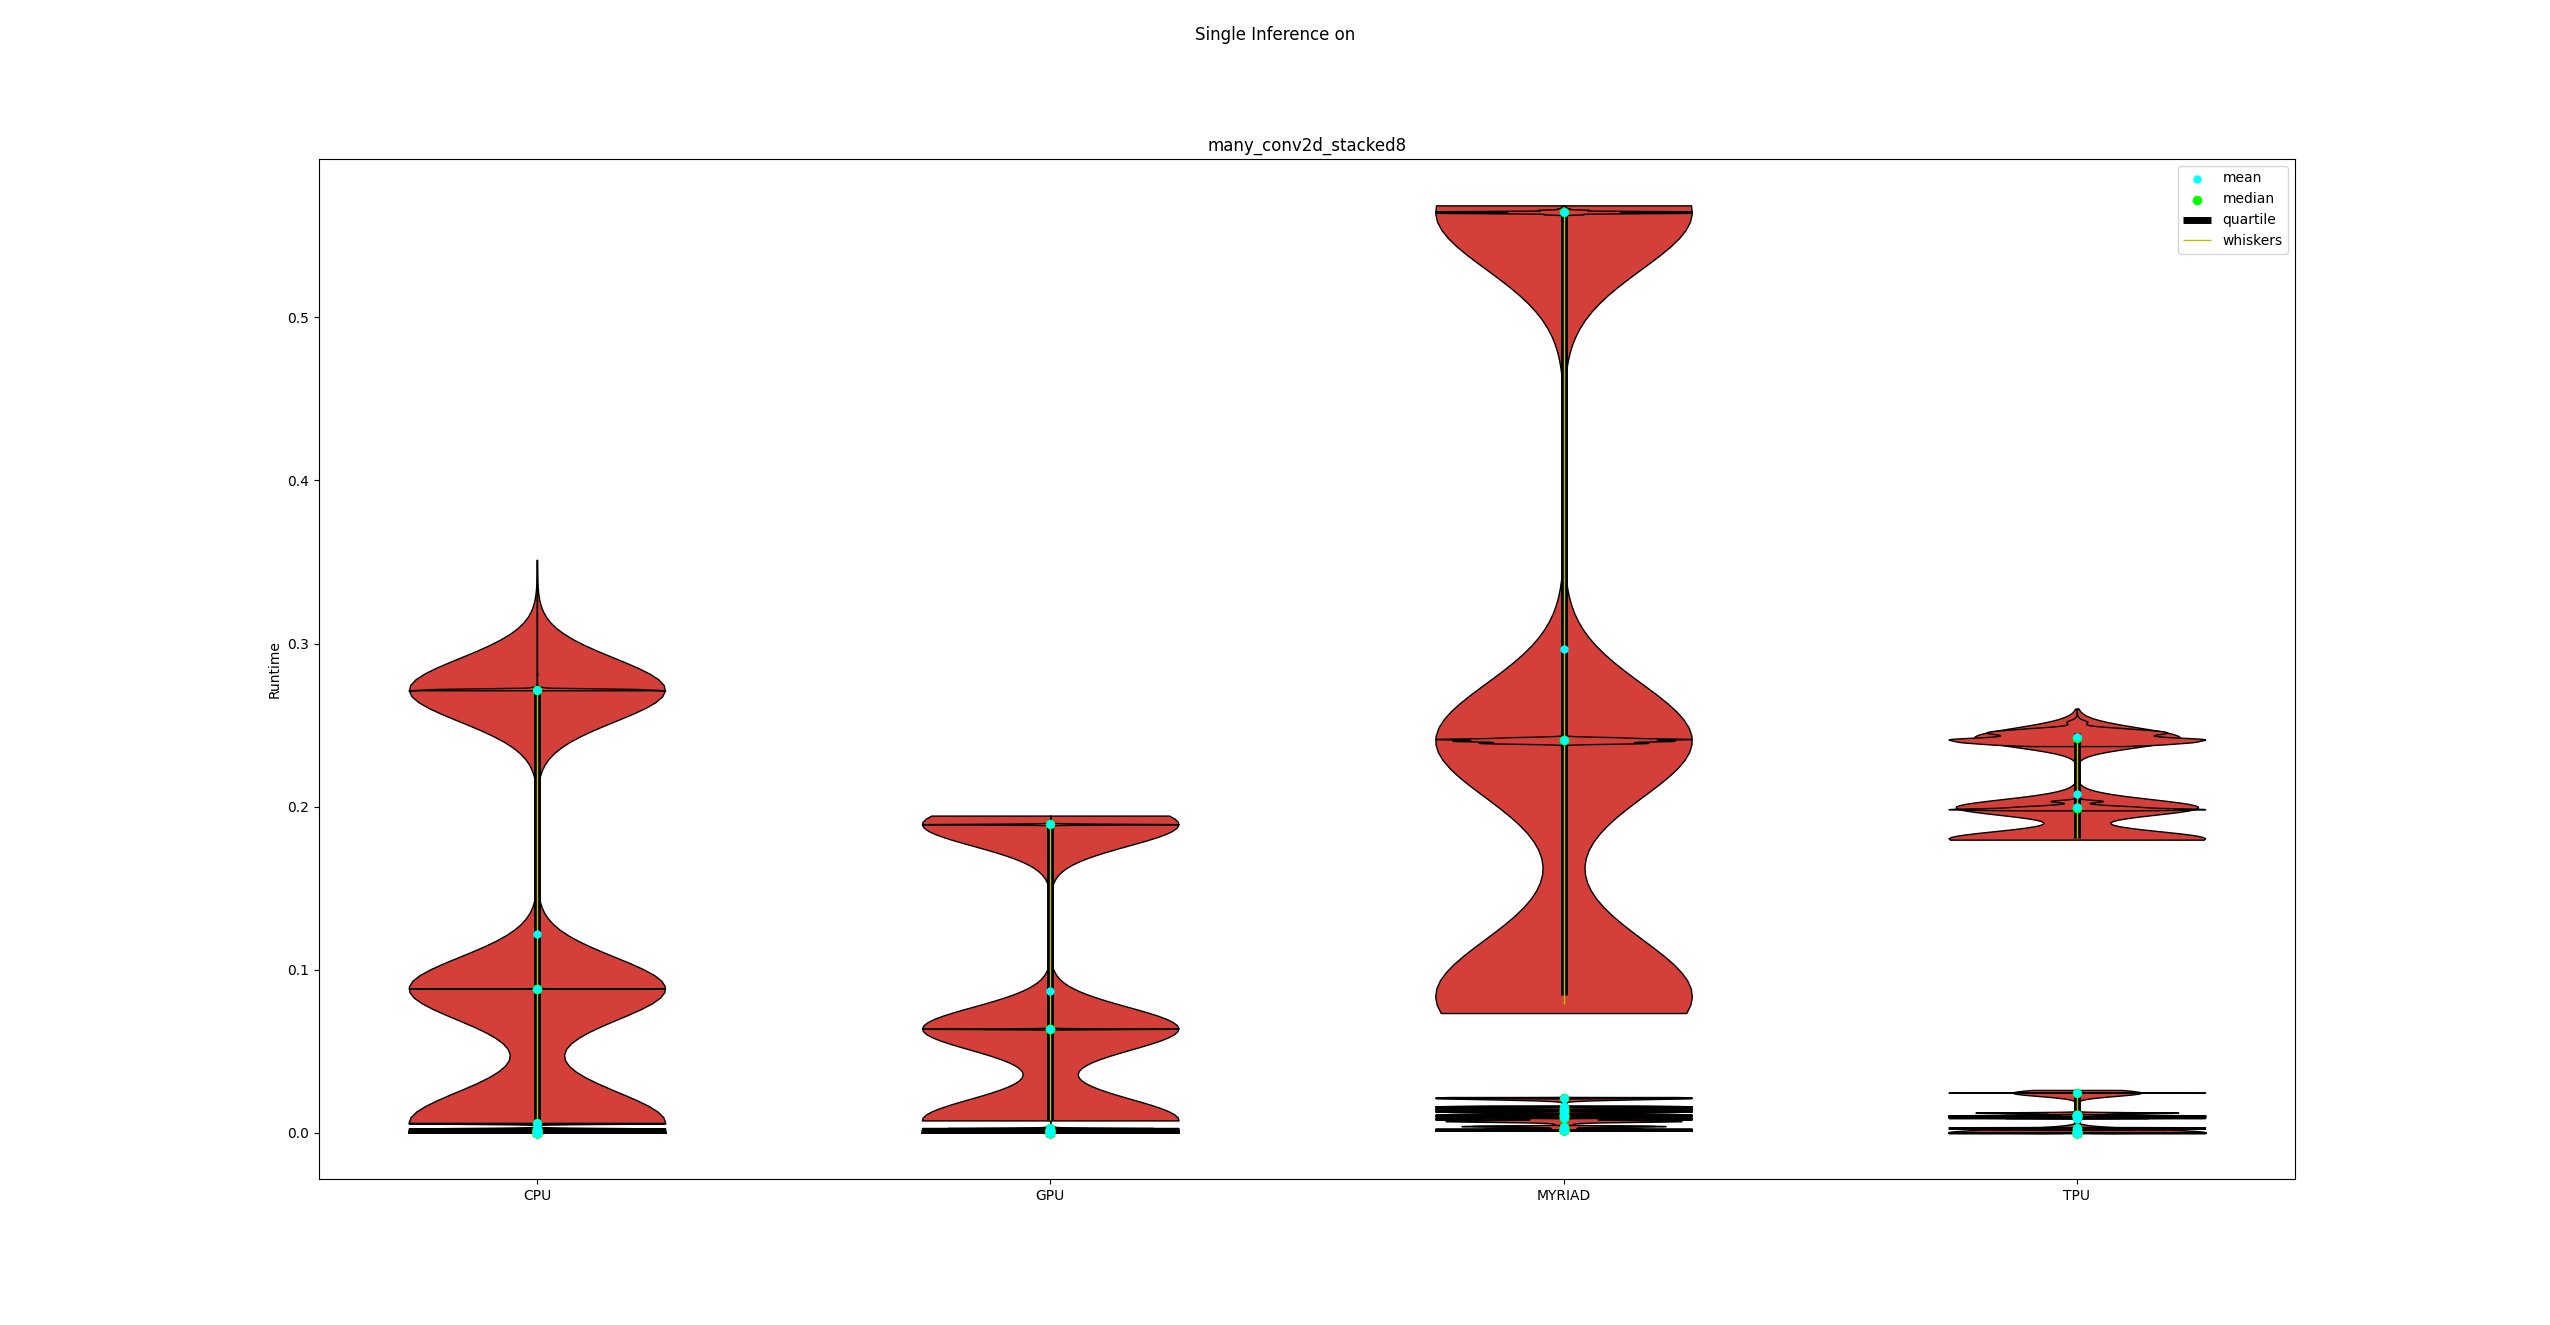 Single Inference on
many_conv2d_stacked8
mean
median
quartile
whiskers
Runtime
0.5
0.4
0.3
0.2
0.1
0.0
CPU
GPU
MYRIAD
TPU